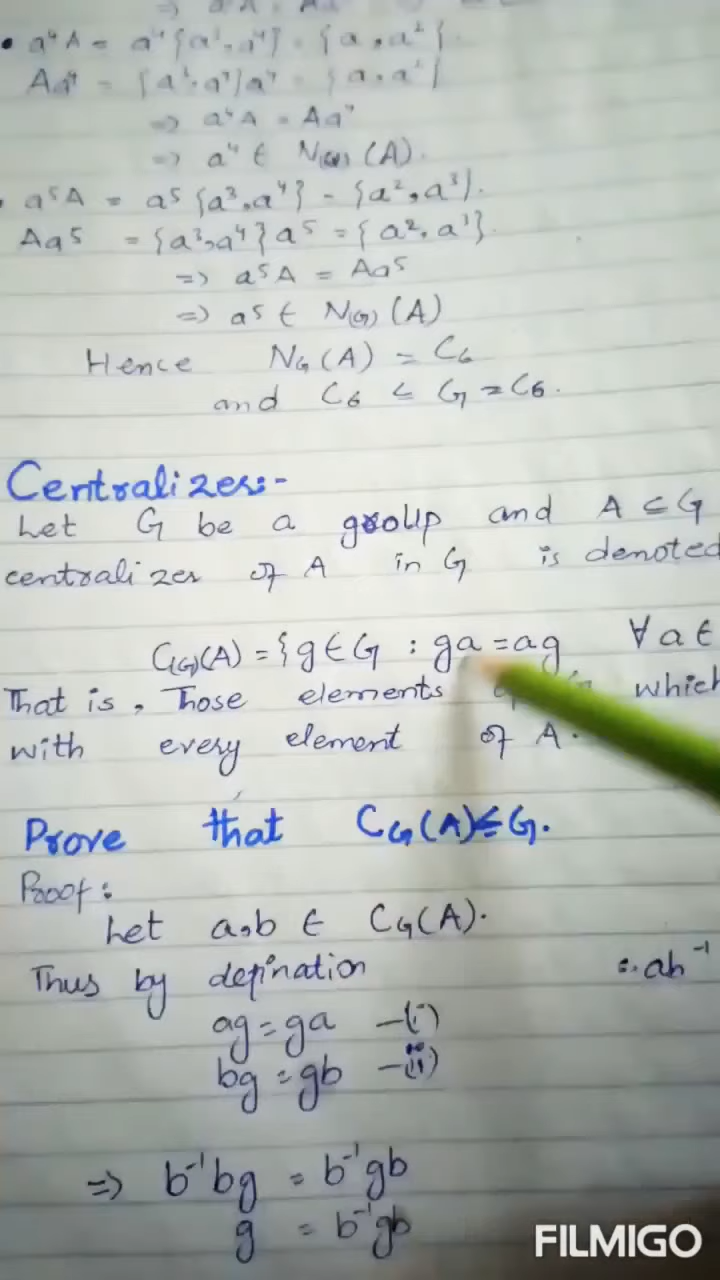 • a⁴A = a⁴{a³,a⁴} = {a,a²}.
Aa⁴ = {a³,a⁴}a⁴ = {a,a²}
=> a⁴A = Aa⁴
=> a⁴ ∈ N(G)(A).
. a⁵A = a⁵{a³,a⁴} = {a²,a³}.
Aa⁵ = {a³,a⁴}a⁵ = {a²,a³}.
=> a⁵A = Aa⁵
=> a⁵ ∈ N(G)(A)
Hence N_G(A) = C₆
and C₆ ≤ G = C₆.
Centralizer:-
Let G be a group and A ⊆ G
centralizer of A in G is denoted
C(G)(A) = {g ∈ G : ga = ag ∀ a ∈
That is, Those elements which
with every element of A.
Prove that C_G(A) ≤ G.
Proof:
Let a,b ∈ C_G(A).
Thus by defination ∴ ab⁻¹
ag = ga —(i)
bg = gb —(ii)
=> b⁻¹bg = b⁻¹gb
g = b⁻¹gb
FILMIGO